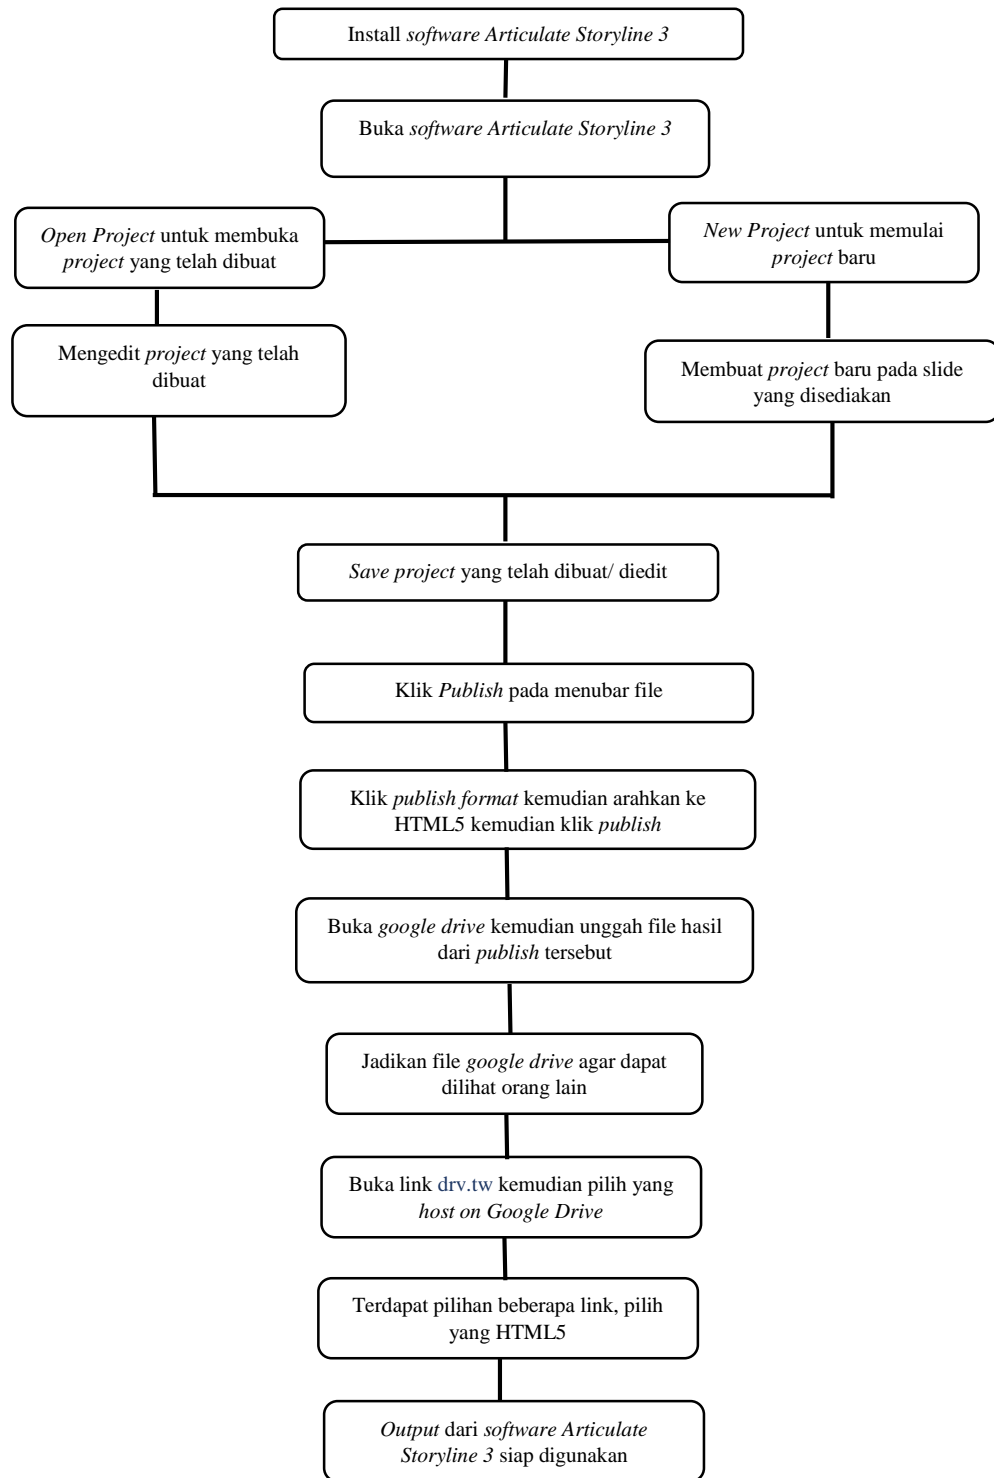 Install software Articulate Storyline 3
Buka software Articulate Storyline 3
Open Project untuk membuka
project yang telah dibuat
New Project untuk memulai
project baru
Mengedit project yang telah
dibuat
Membuat project baru pada slide
yang disediakan
Save project yang telah dibuat/ diedit
Klik Publish pada menubar file
Klik publish format kemudian arahkan ke
HTML5 kemudian klik publish
Buka google drive kemudian unggah file hasil
dari publish tersebut
Jadikan file google drive agar dapat
dilihat orang lain
Buka link drv.tw kemudian pilih yang
host on Google Drive
Terdapat pilihan beberapa link, pilih
yang HTML5
Output dari software Articulate
Storyline 3 siap digunakan